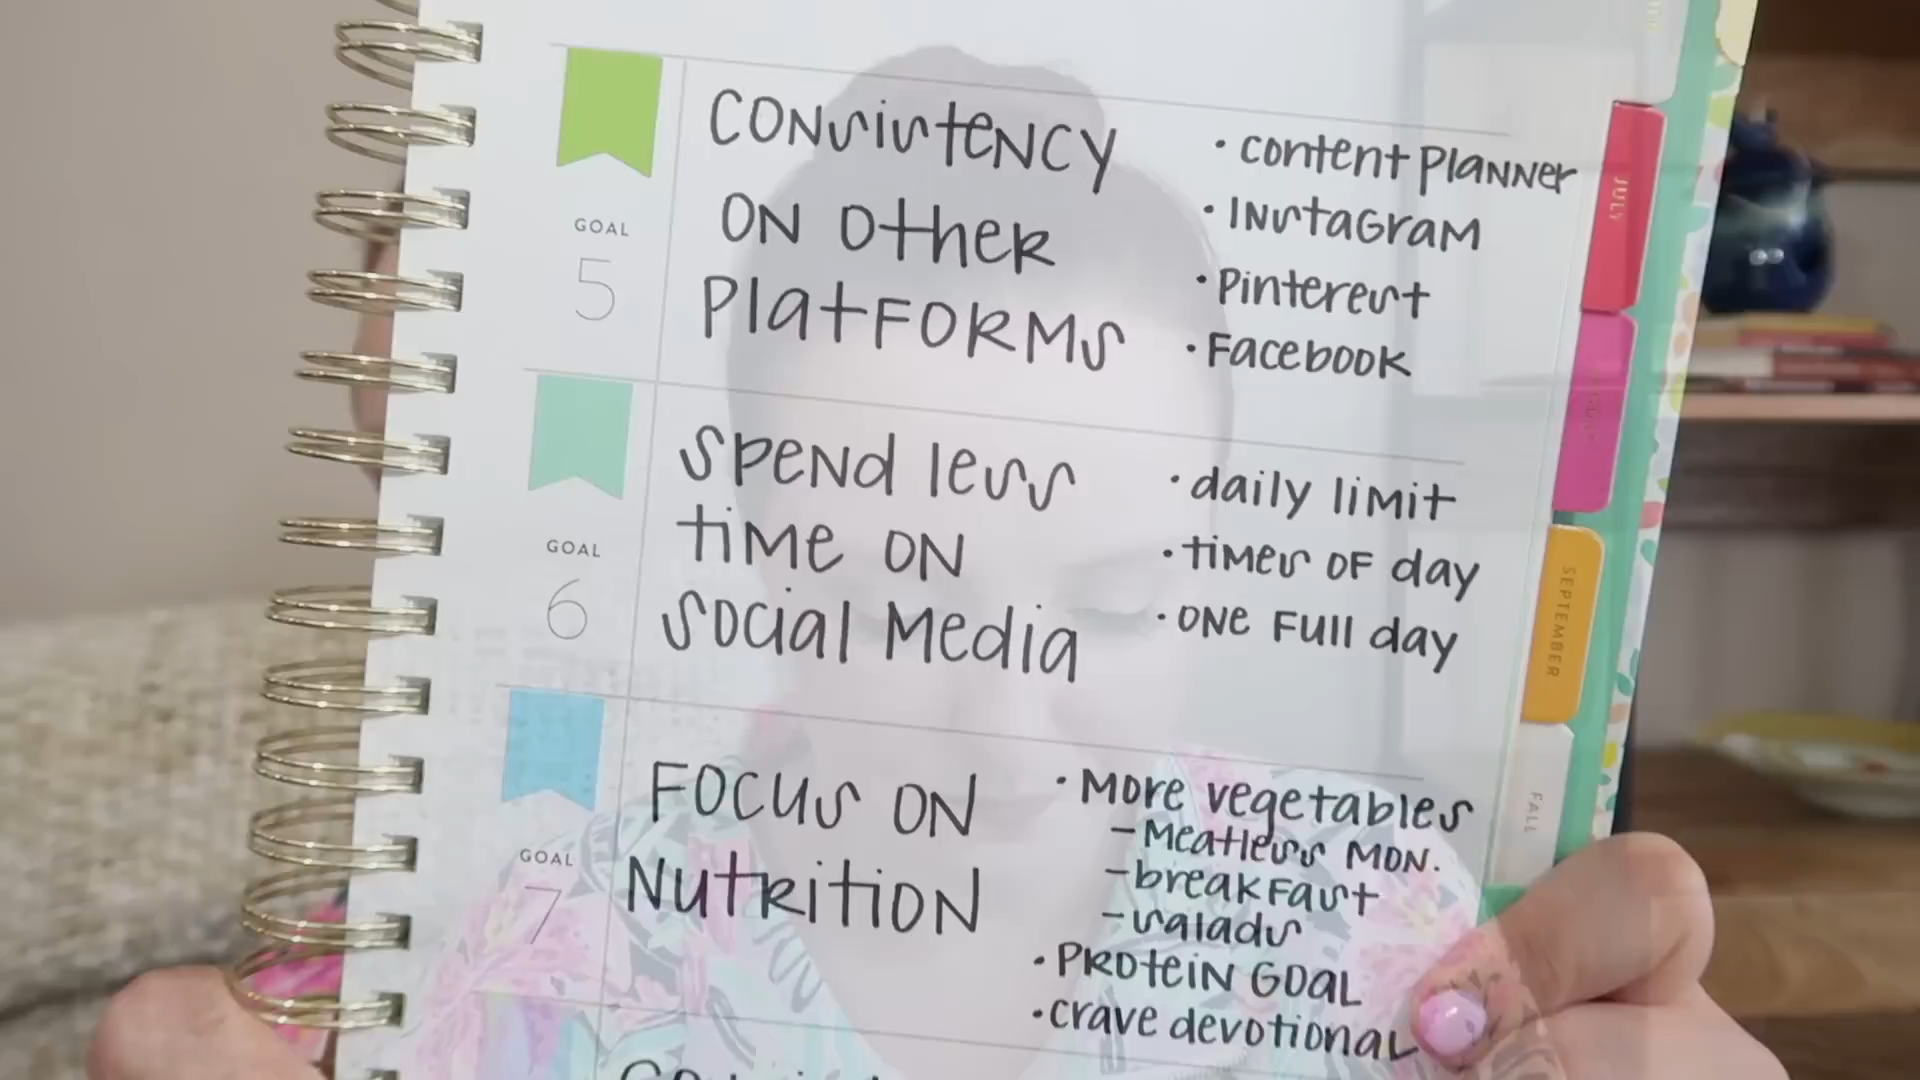 GOAL
5
CONSISTENCY
ON OTHER
PLATFORMS
• content planner
• INSTAGRAM
• Pinterest
• Facebook
GOAL
6
SPEND less
time ON
SOCIAL MEDIA
• daily limit
• times OF day
• ONE Full day
GOAL
7
FOCUS ON
NUTRITION
• More vegetables
– Meatless MON.
– breakfast
– salads
• PROTEIN GOAL
• crave devotional
JULY
SEPTEMBER
FALL